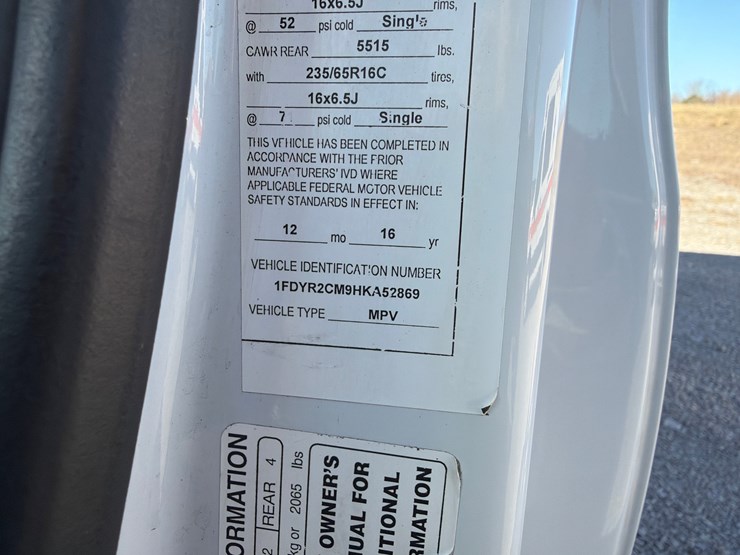 16x6.5J rims,
@ 52 psi cold Single
GAWR REAR 5515 lbs.
with 235/65R16C tires,
16x6.5J rims,
@ 7 psi cold Single
THIS VEHICLE HAS BEEN COMPLETED IN
ACCORDANCE WITH THE PRIOR
MANUFACTURERS' IVD WHERE
APPLICABLE FEDERAL MOTOR VEHICLE
SAFETY STANDARDS IN EFFECT IN:
12 mo 16 yr
VEHICLE IDENTIFICATION NUMBER
1FDYR2CM9HKA52869
VEHICLE TYPE MPV
ORMATION
2 REAR 4
kg or 2065 lbs
OWNER'S
UAL FOR
ITIONAL
RMATION